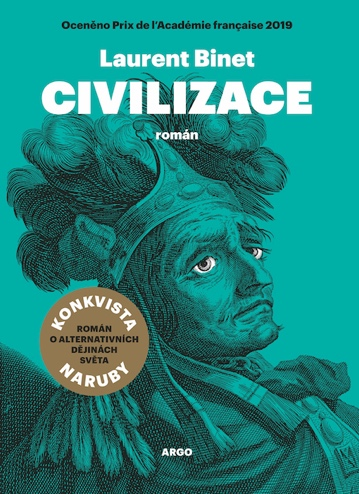 Oceněno Prix de l'Académie française 2019
Laurent Binet
CIVILIZACE
román
KONKVISTA
ROMÁN
O ALTERNATIVNÍCH
DĚJINÁCH
SVĚTA
NARUBY
ARGO